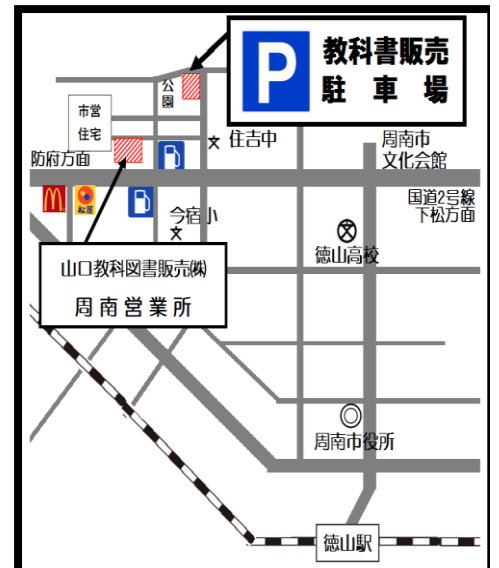 P
教科書販売
駐車場
公園
市営
住宅
文
住吉中
周南市
文化会館
防府方面
国道2号線
下松方面
M
松屋
今宿小
文
文
徳山高校
山口教科図書販売㈱
周南営業所
周南市役所
徳山駅